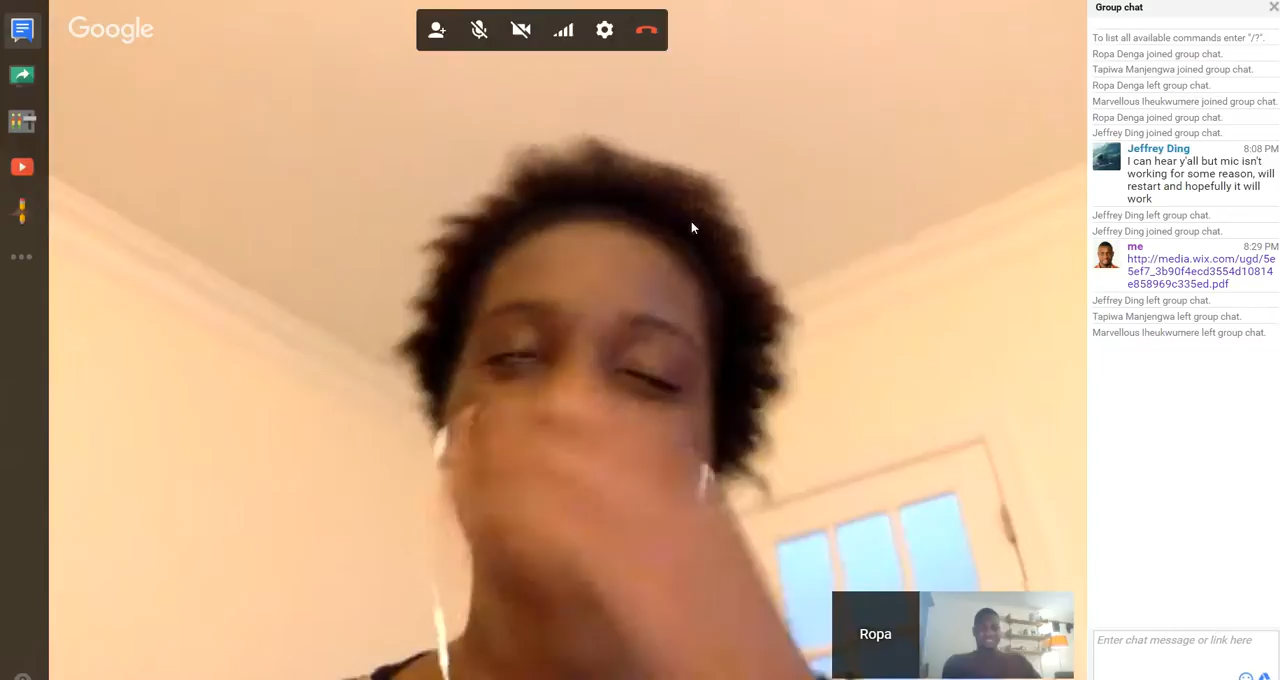 Google
Group chat
To list all available commands enter "/?".
Ropa Denga joined group chat.
Tapiwa Manjengwa joined group chat.
Ropa Denga left group chat.
Marvellous Iheukwumere joined group chat.
Ropa Denga joined group chat.
Jeffrey Ding joined group chat.
Jeffrey Ding 8:08 PM
I can hear y'all but mic isn't
working for some reason, will
restart and hopefully it will
work
Jeffrey Ding left group chat.
Jeffrey Ding joined group chat.
me 8:29 PM
http://media.wix.com/ugd/5e
5ef7_3b90f4ecd3554d10814
e858969c335ed.pdf
Jeffrey Ding left group chat.
Tapiwa Manjengwa left group chat.
Marvellous Iheukwumere left group chat.
Ropa
Enter chat message or link here